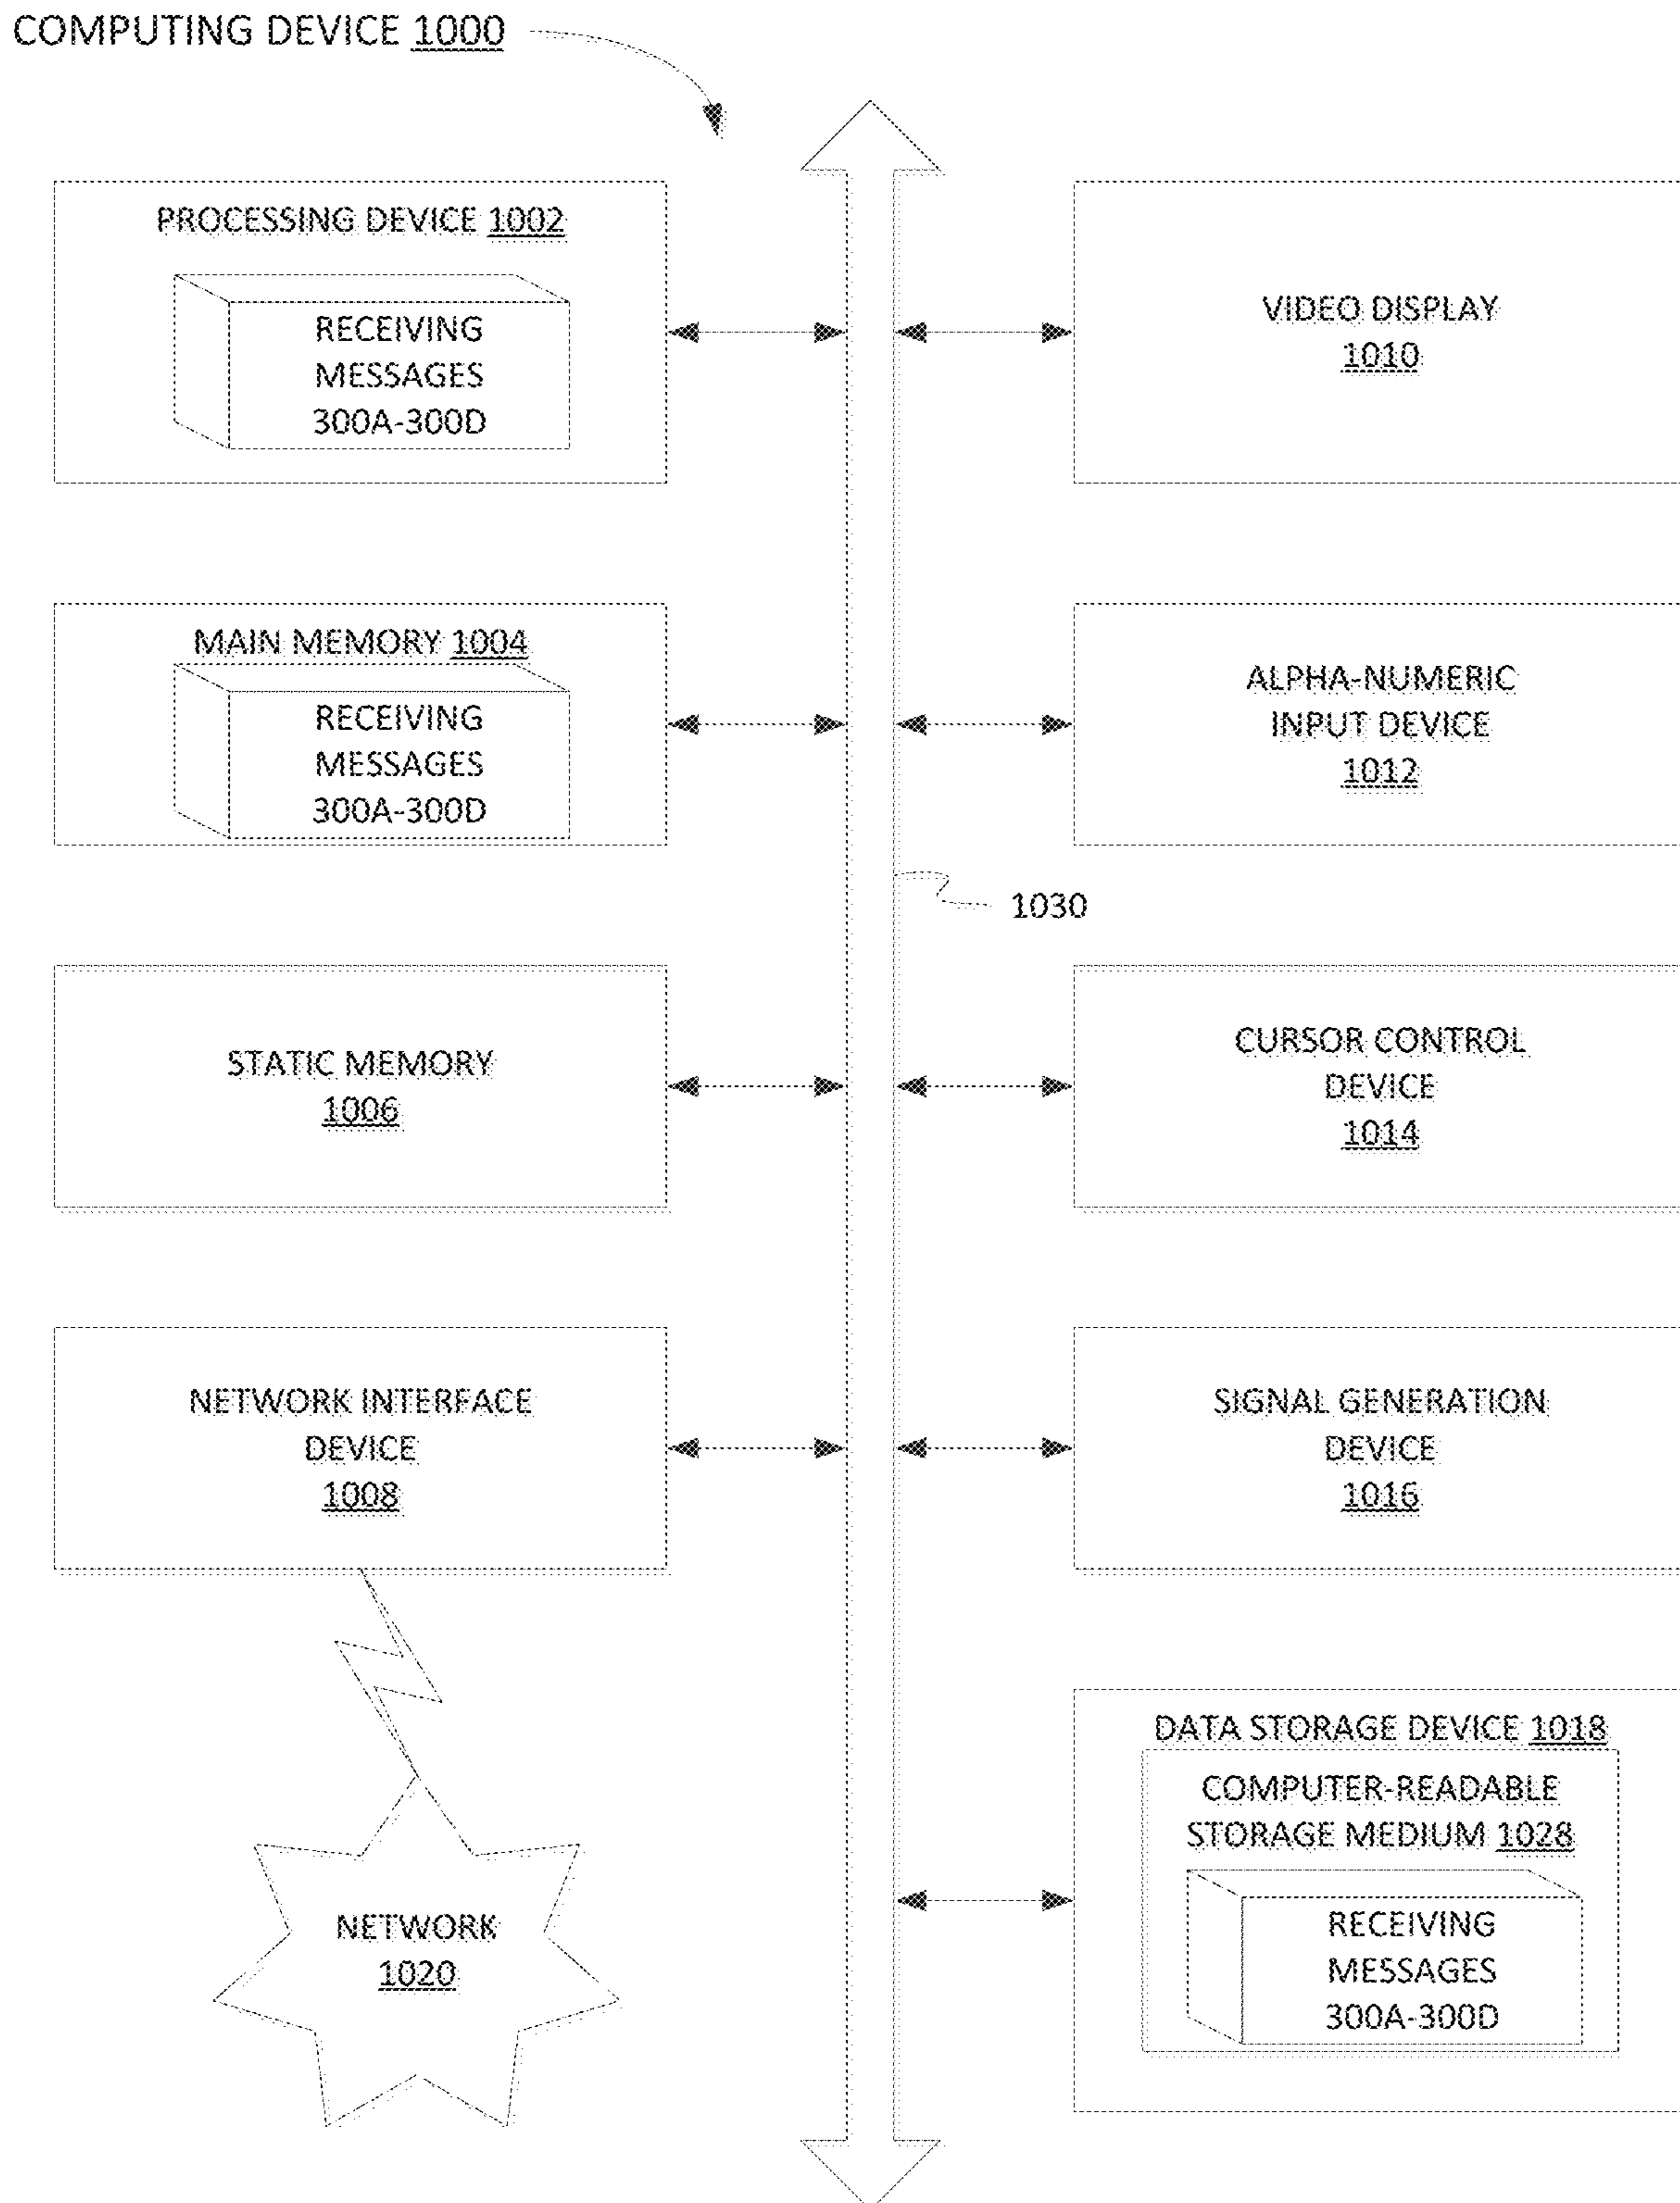 COMPUTING DEVICE 1000
PROCESSING DEVICE 1002
RECEIVING
MESSAGES
300A-300D
VIDEO DISPLAY
1010
MAIN MEMORY 1004
RECEIVING
MESSAGES
300A-300D
ALPHA-NUMERIC
INPUT DEVICE
1012
1030
STATIC MEMORY
1006
CURSOR CONTROL
DEVICE
1014
NETWORK INTERFACE
DEVICE
1008
SIGNAL GENERATION
DEVICE
1016
DATA STORAGE DEVICE 1018
COMPUTER-READABLE
STORAGE MEDIUM 1028
RECEIVING
MESSAGES
300A-300D
NETWORK
1020